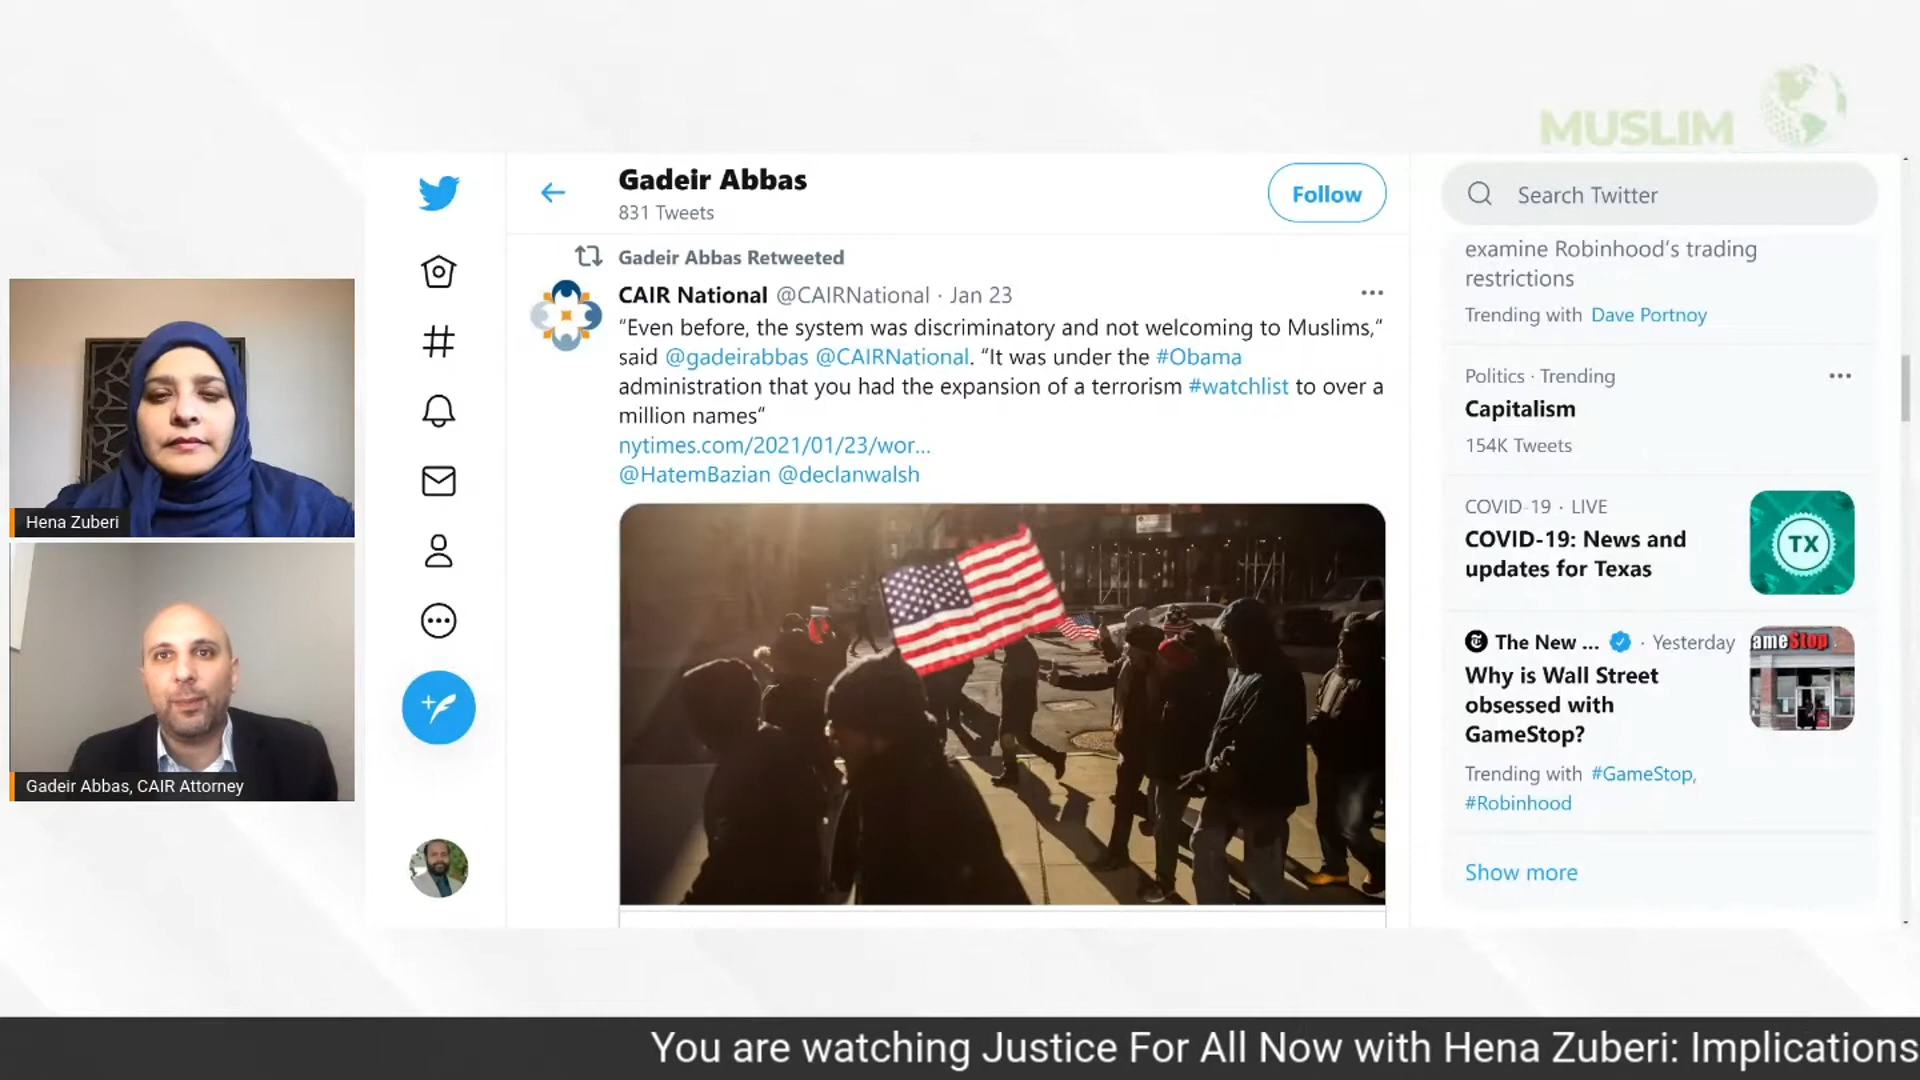 MUSLIM
Gadeir Abbas
831 Tweets
Follow
Gadeir Abbas Retweeted
CAIR National @CAIRNational · Jan 23
“Even before, the system was discriminatory and not welcoming to Muslims,“
said @gadeirabbas @CAIRNational. “It was under the #Obama
administration that you had the expansion of a terrorism #watchlist to over a
million names“
nytimes.com/2021/01/23/wor...
@HatemBazian @declanwalsh
Search Twitter
examine Robinhood’s trading
restrictions
Trending with Dave Portnoy
Politics · Trending
Capitalism
154K Tweets
COVID-19 · LIVE
COVID-19: News and
updates for Texas
TX
The New ... · Yesterday
Why is Wall Street
obsessed with
GameStop?
ameStop
Trending with #GameStop,
#Robinhood
Show more
Hena Zuberi
Gadeir Abbas, CAIR Attorney
You are watching Justice For All Now with Hena Zuberi: Implications